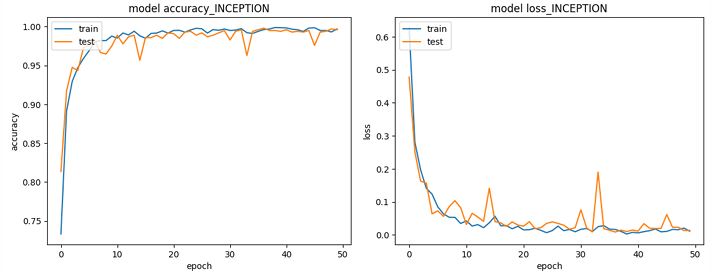 model accuracy_INCEPTION
train
test
1.00
0.95
0.90
0.85
0.80
0.75
accuracy
0
10
20
30
40
50
epoch
model loss_INCEPTION
train
test
0.6
0.5
0.4
0.3
0.2
0.1
0.0
loss
0
10
20
30
40
50
epoch